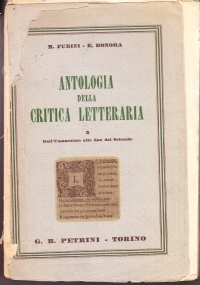 M. FUBINI - E. BONORA
ANTOLOGIA
DELLA
CRITICA LETTERARIA
2
Dall'Umanesimo alla fine del Seicento
L
G. B. PETRINI - TORINO